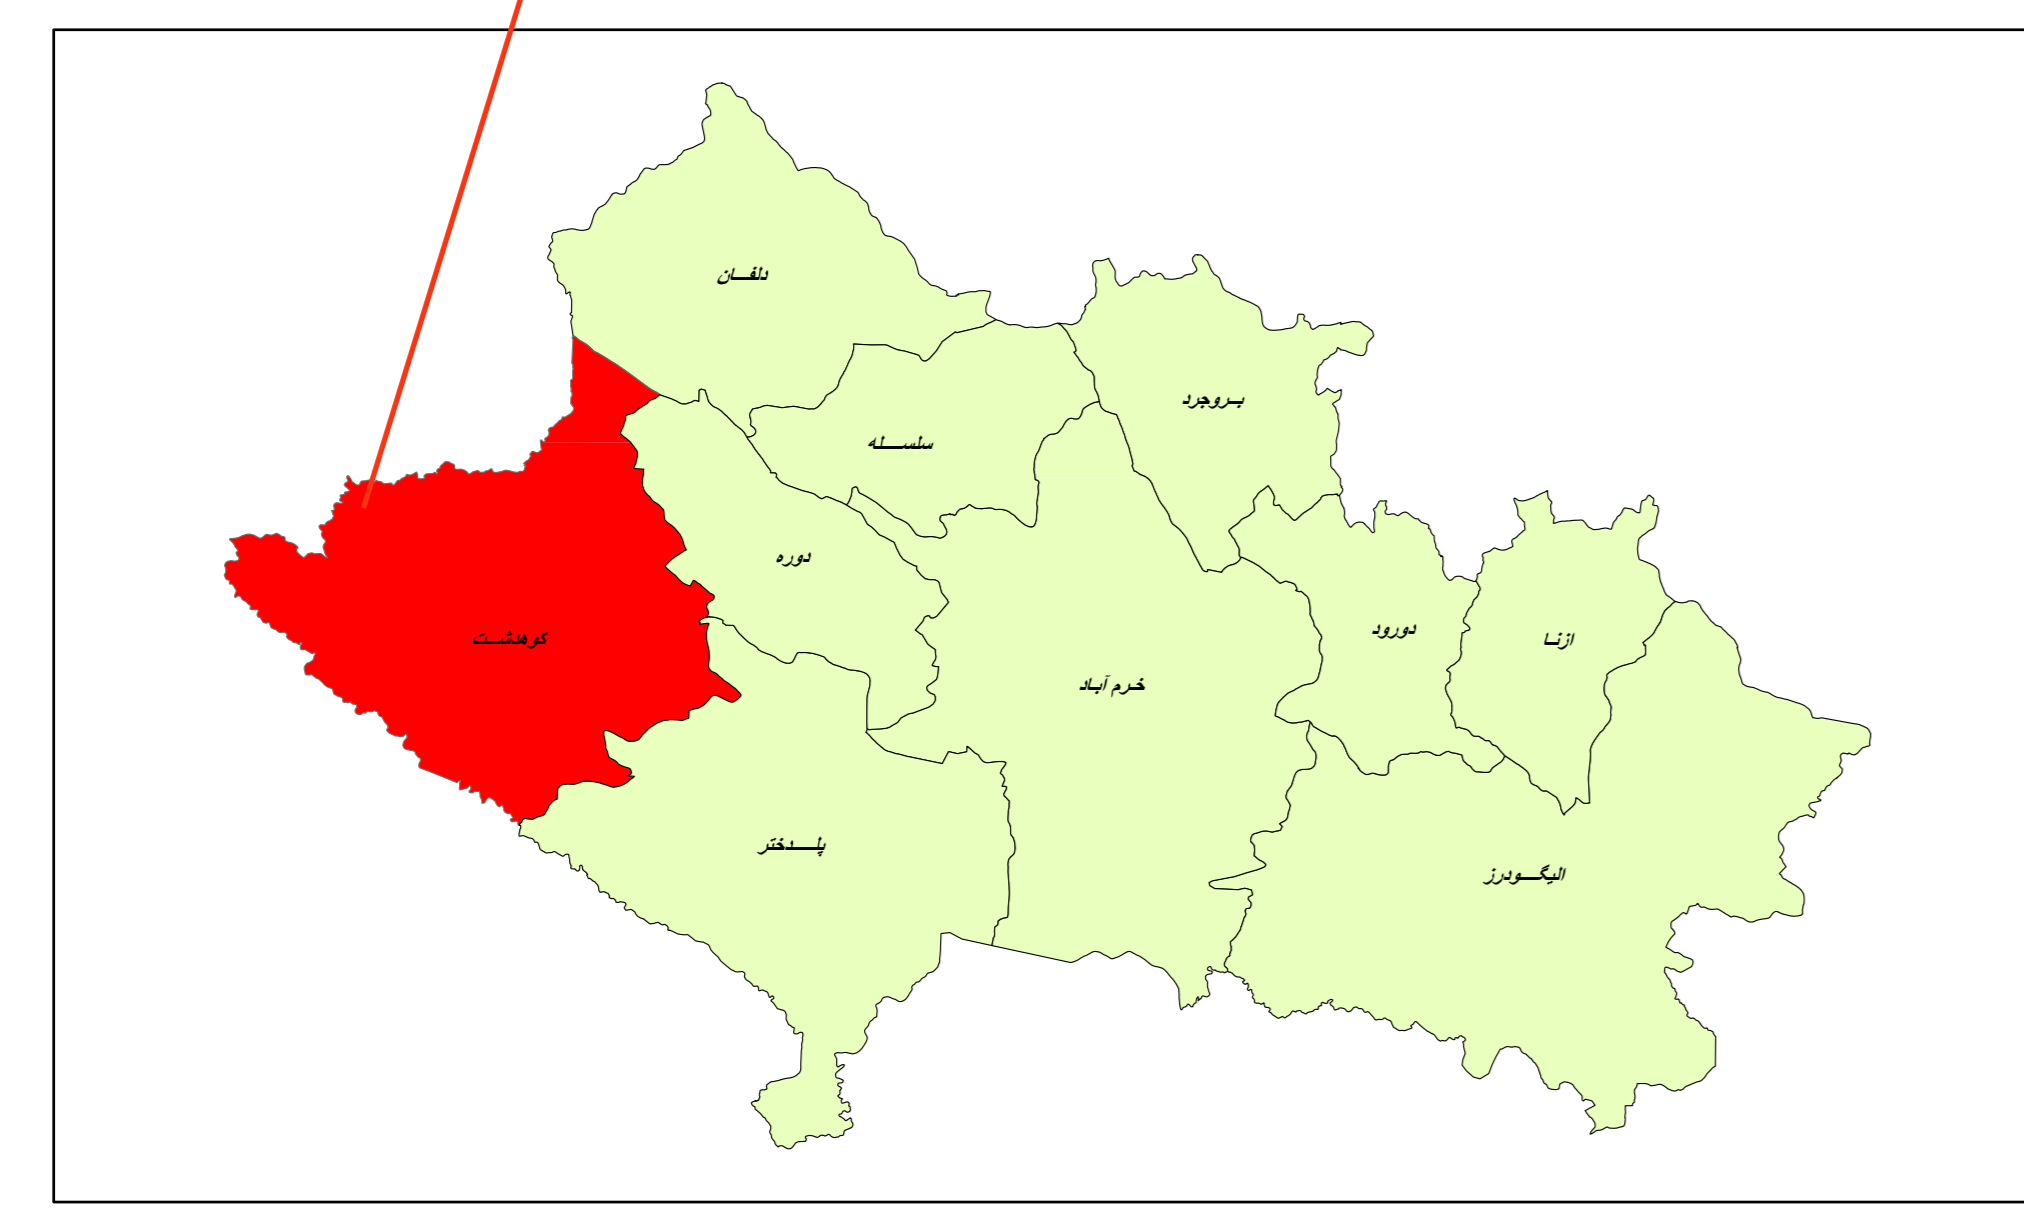 دلفان
بروجرد
سلسله
دوره
دورود
ازنا
کوهدشت
خرم آباد
پلدختر
الیگودرز